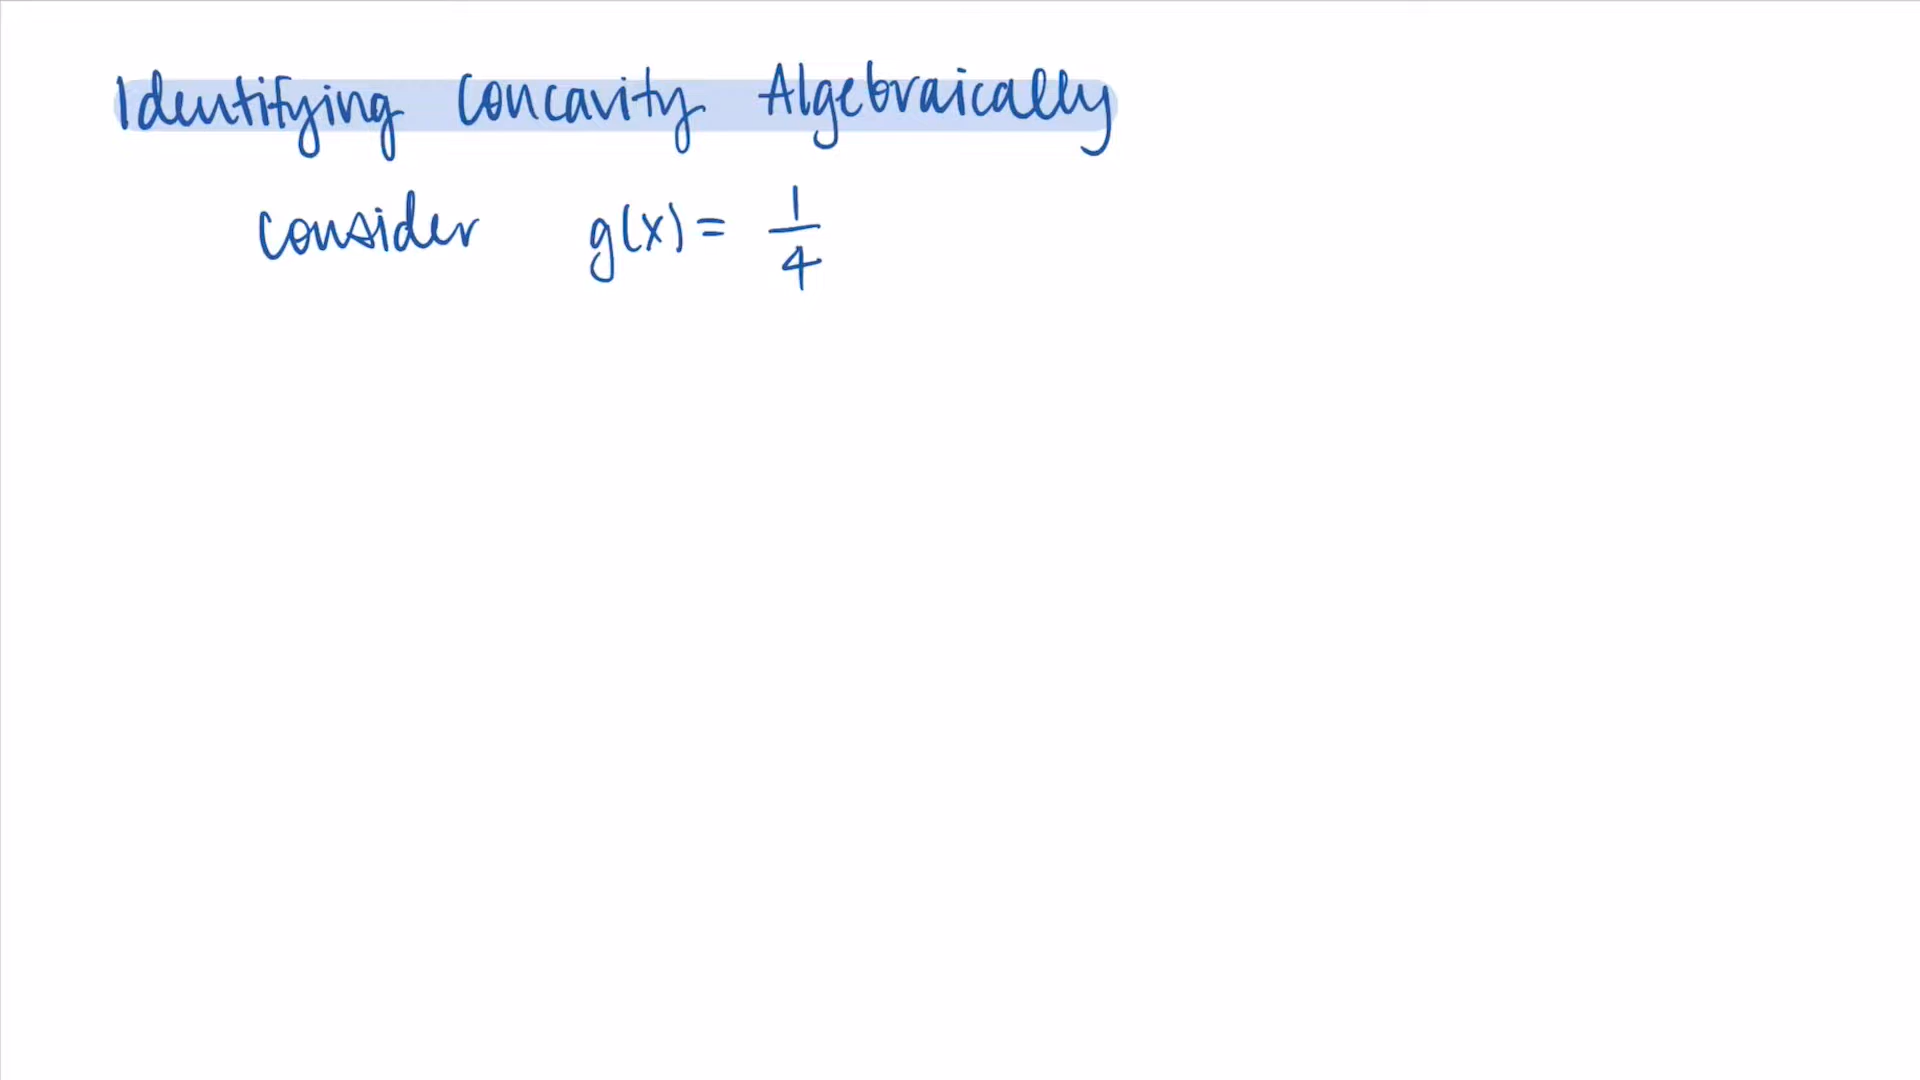 Identifying Concavity Algebraically
consider g(x) = 1/4